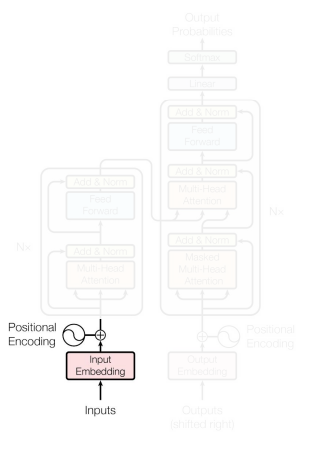 Output
Probabilities
Softmax
Linear
Add & Norm
Feed
Forward
Add & Norm
Multi-Head
Attention
Nx
Add & Norm
Masked
Multi-Head
Attention
Positional
Encoding
Output
Embedding
Outputs
(shifted right)
Add & Norm
Feed
Forward
Nx
Add & Norm
Multi-Head
Attention
Positional
Encoding
Input
Embedding
Inputs